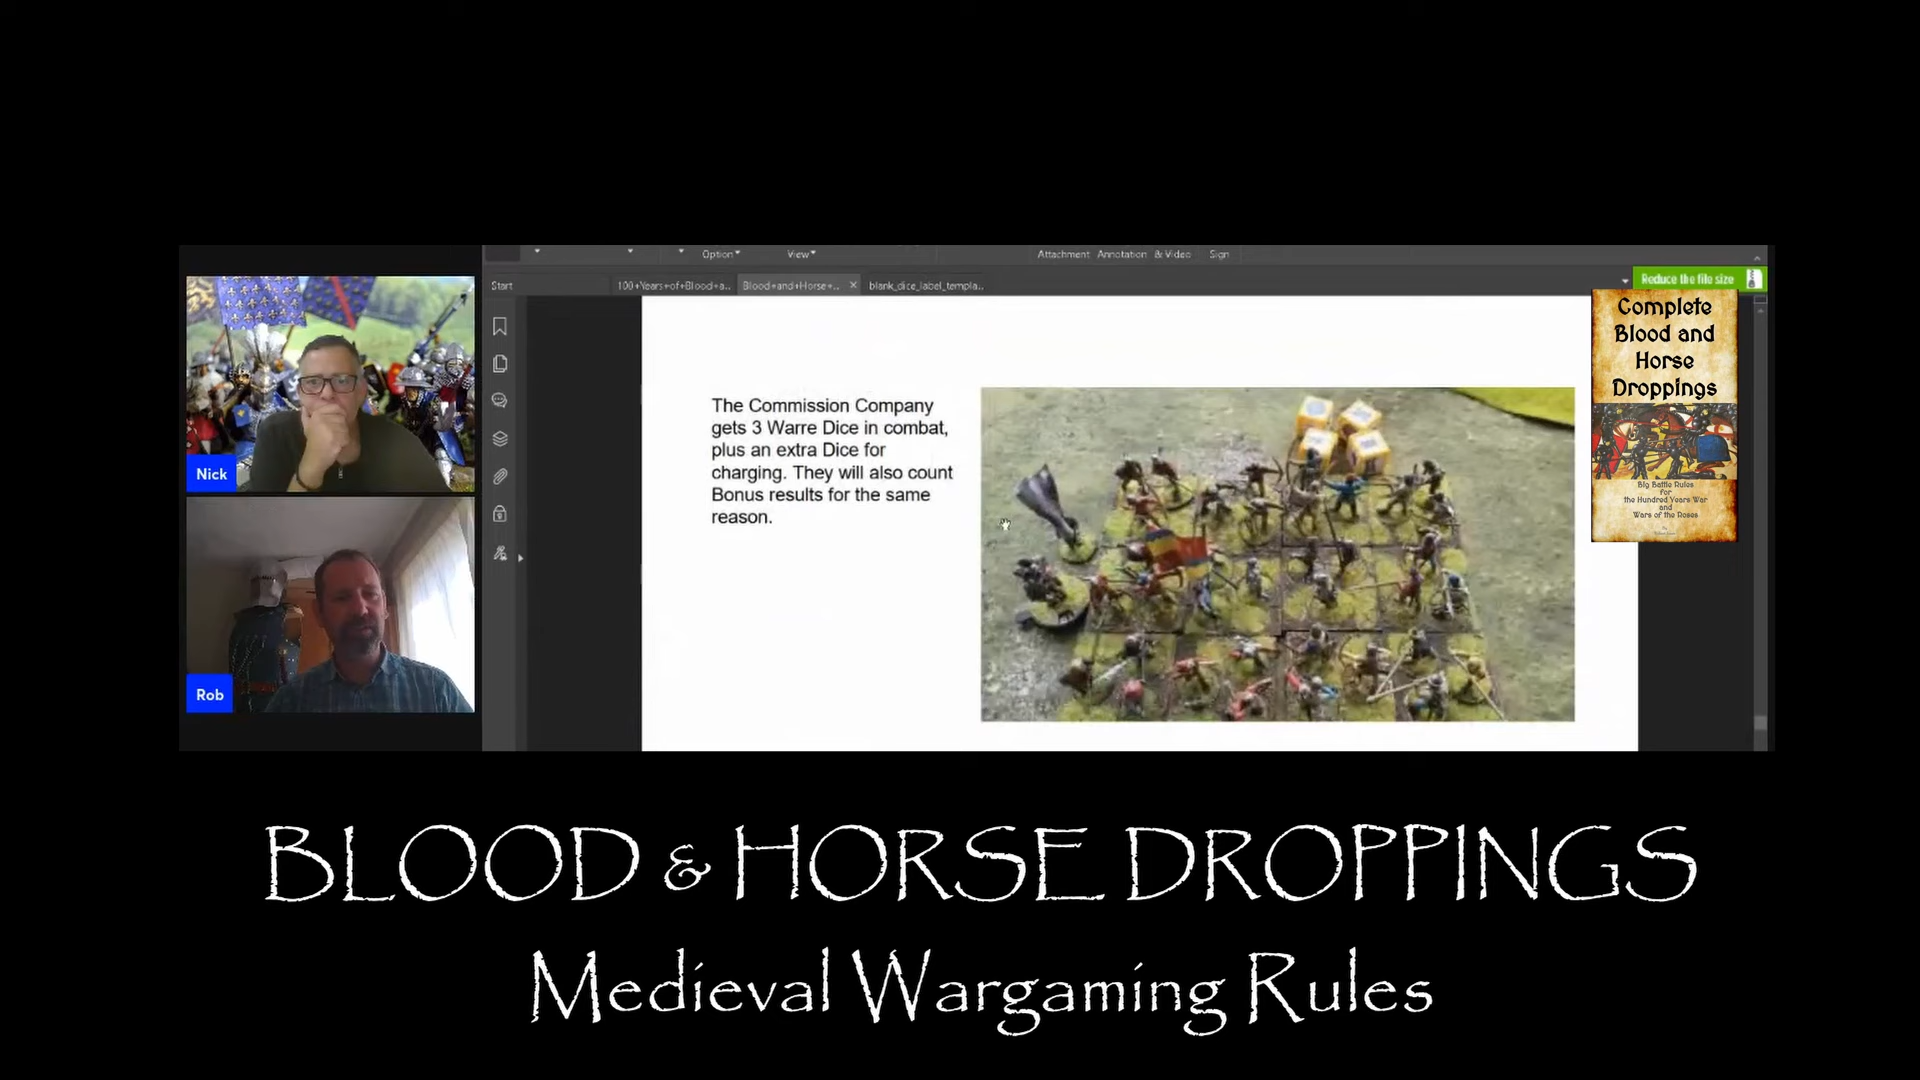 Option
View
Attachment Annotation & Video Sign
Start
100+Years+of+Blood+a..
Blood+and+Horse+..
blank_dice_label_templa..
Reduce the file size
Nick
Rob
The Commission Company
gets 3 Warre Dice in combat,
plus an extra Dice for
charging. They will also count
Bonus results for the same
reason.
Complete
Blood and
Horse
Droppings
Big Battle Rules
for
the Hundred Years War
and
Wars of the Roses
BLOOD & HORSE DROPPINGS
Medieval Wargaming Rules